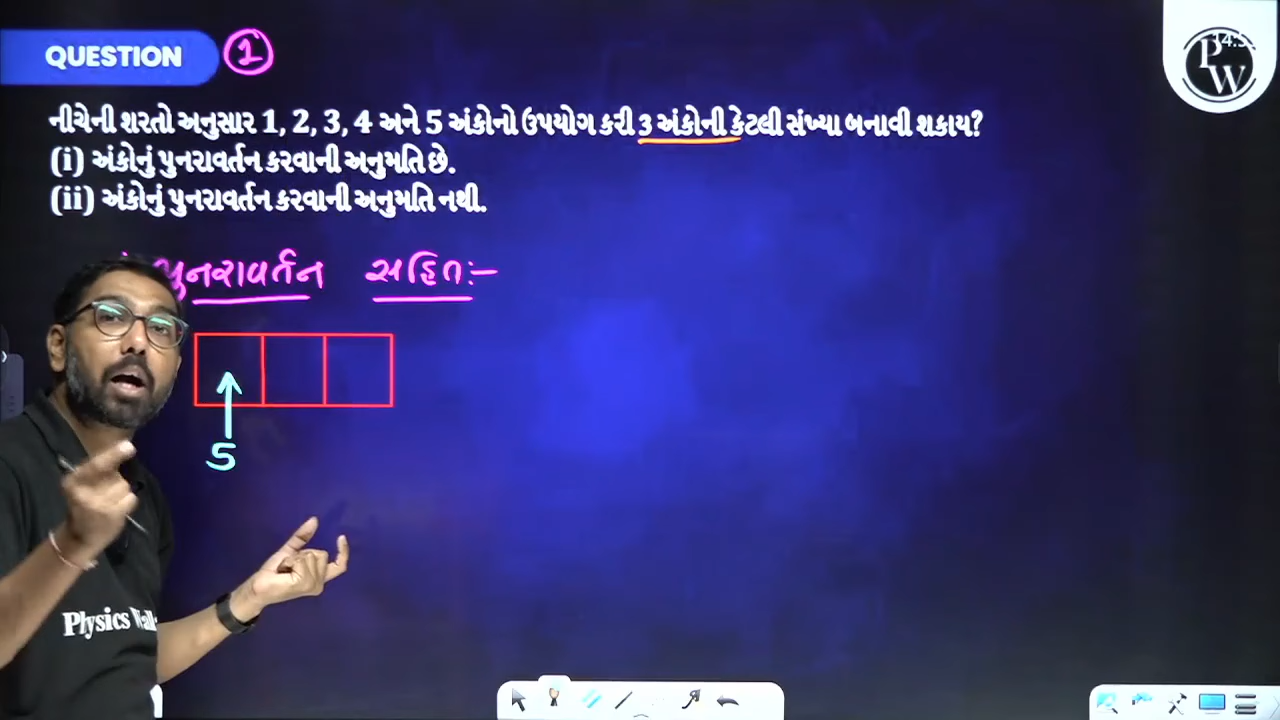 QUESTION 1
નીચેની શરતો અનુસાર 1, 2, 3, 4 અને 5 અંકોનો ઉપયોગ કરી 3 અંકોની કેટલી સંખ્યા બનાવી શકાય?
(i) અંકોનું પુનરાવર્તન કરવાની અનુમતિ છે.
(ii) અંકોનું પુનરાવર્તન કરવાની અનુમતિ નથી.
પુનરાવર્તન સહિત:-
5
Physics
PW